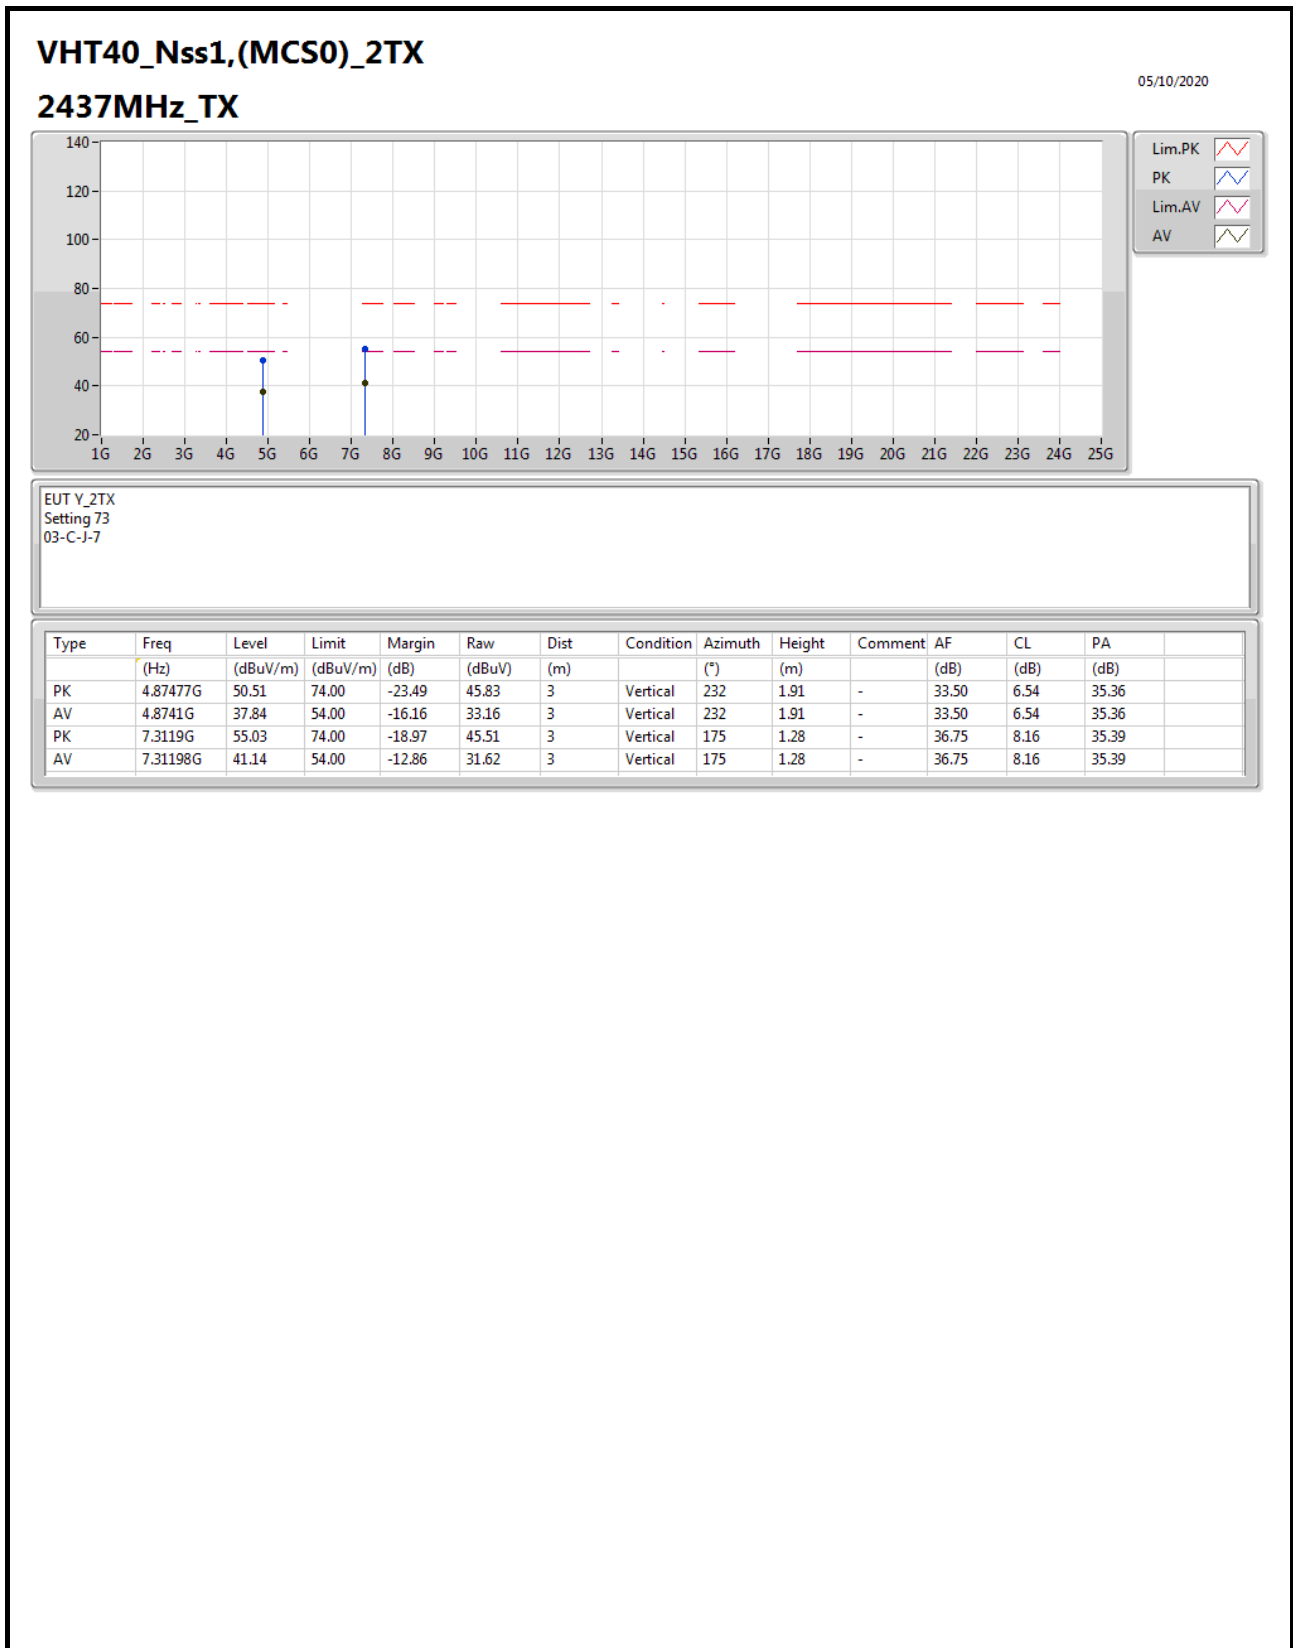 VHT40_Nss1,(MCS0)_2TX
05/10/2020
2437MHz_TX
140
120
100
80
60
40
20
1G 2G 3G 4G 5G 6G 7G 8G 9G 10G 11G 12G 13G 14G 15G 16G 17G 18G 19G 20G 21G 22G 23G 24G 25G
Lim.PK
PK
Lim.AV
AV
EUT Y_2TX
Setting 73
03-C-J-7
Type Freq Level Limit Margin Raw Dist Condition Azimuth Height Comment AF CL PA
(Hz) (dBuV/m) (dBuV/m) (dB) (dBuV) (m) (°) (m) (dB) (dB) (dB)
PK 4.87477G 50.51 74.00 -23.49 45.83 3 Vertical 232 1.91 - 33.50 6.54 35.36
AV 4.8741G 37.84 54.00 -16.16 33.16 3 Vertical 232 1.91 - 33.50 6.54 35.36
PK 7.3119G 55.03 74.00 -18.97 45.51 3 Vertical 175 1.28 - 36.75 8.16 35.39
AV 7.31198G 41.14 54.00 -12.86 31.62 3 Vertical 175 1.28 - 36.75 8.16 35.39